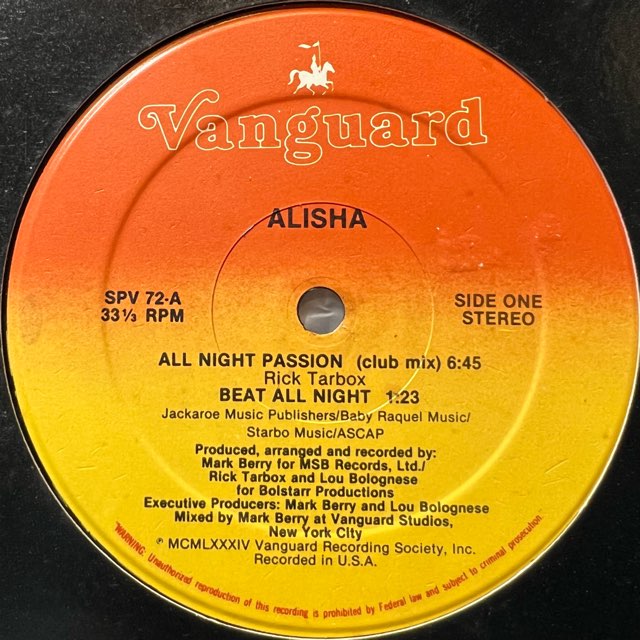 Vanguard
ALISHA
SPV 72-A
33 1/3 RPM
SIDE ONE
STEREO
ALL NIGHT PASSION (club mix) 6:45
Rick Tarbox
BEAT ALL NIGHT 1:23
Jackaroe Music Publishers/Baby Raquel Music/
Starbo Music/ASCAP
Produced, arranged and recorded by:
Mark Berry for MSB Records, Ltd./
Rick Tarbox and Lou Bolognese
for Bolstarr Productions
Executive Producers: Mark Berry and Lou Bolognese
Mixed by Mark Berry at Vanguard Studios,
New York City
℗ MCMLXXXIV Vanguard Recording Society, Inc.
Recorded in U.S.A.
"WARNING: Unauthorized reproduction of this recording is prohibited by Federal law and subject to criminal prosecution."